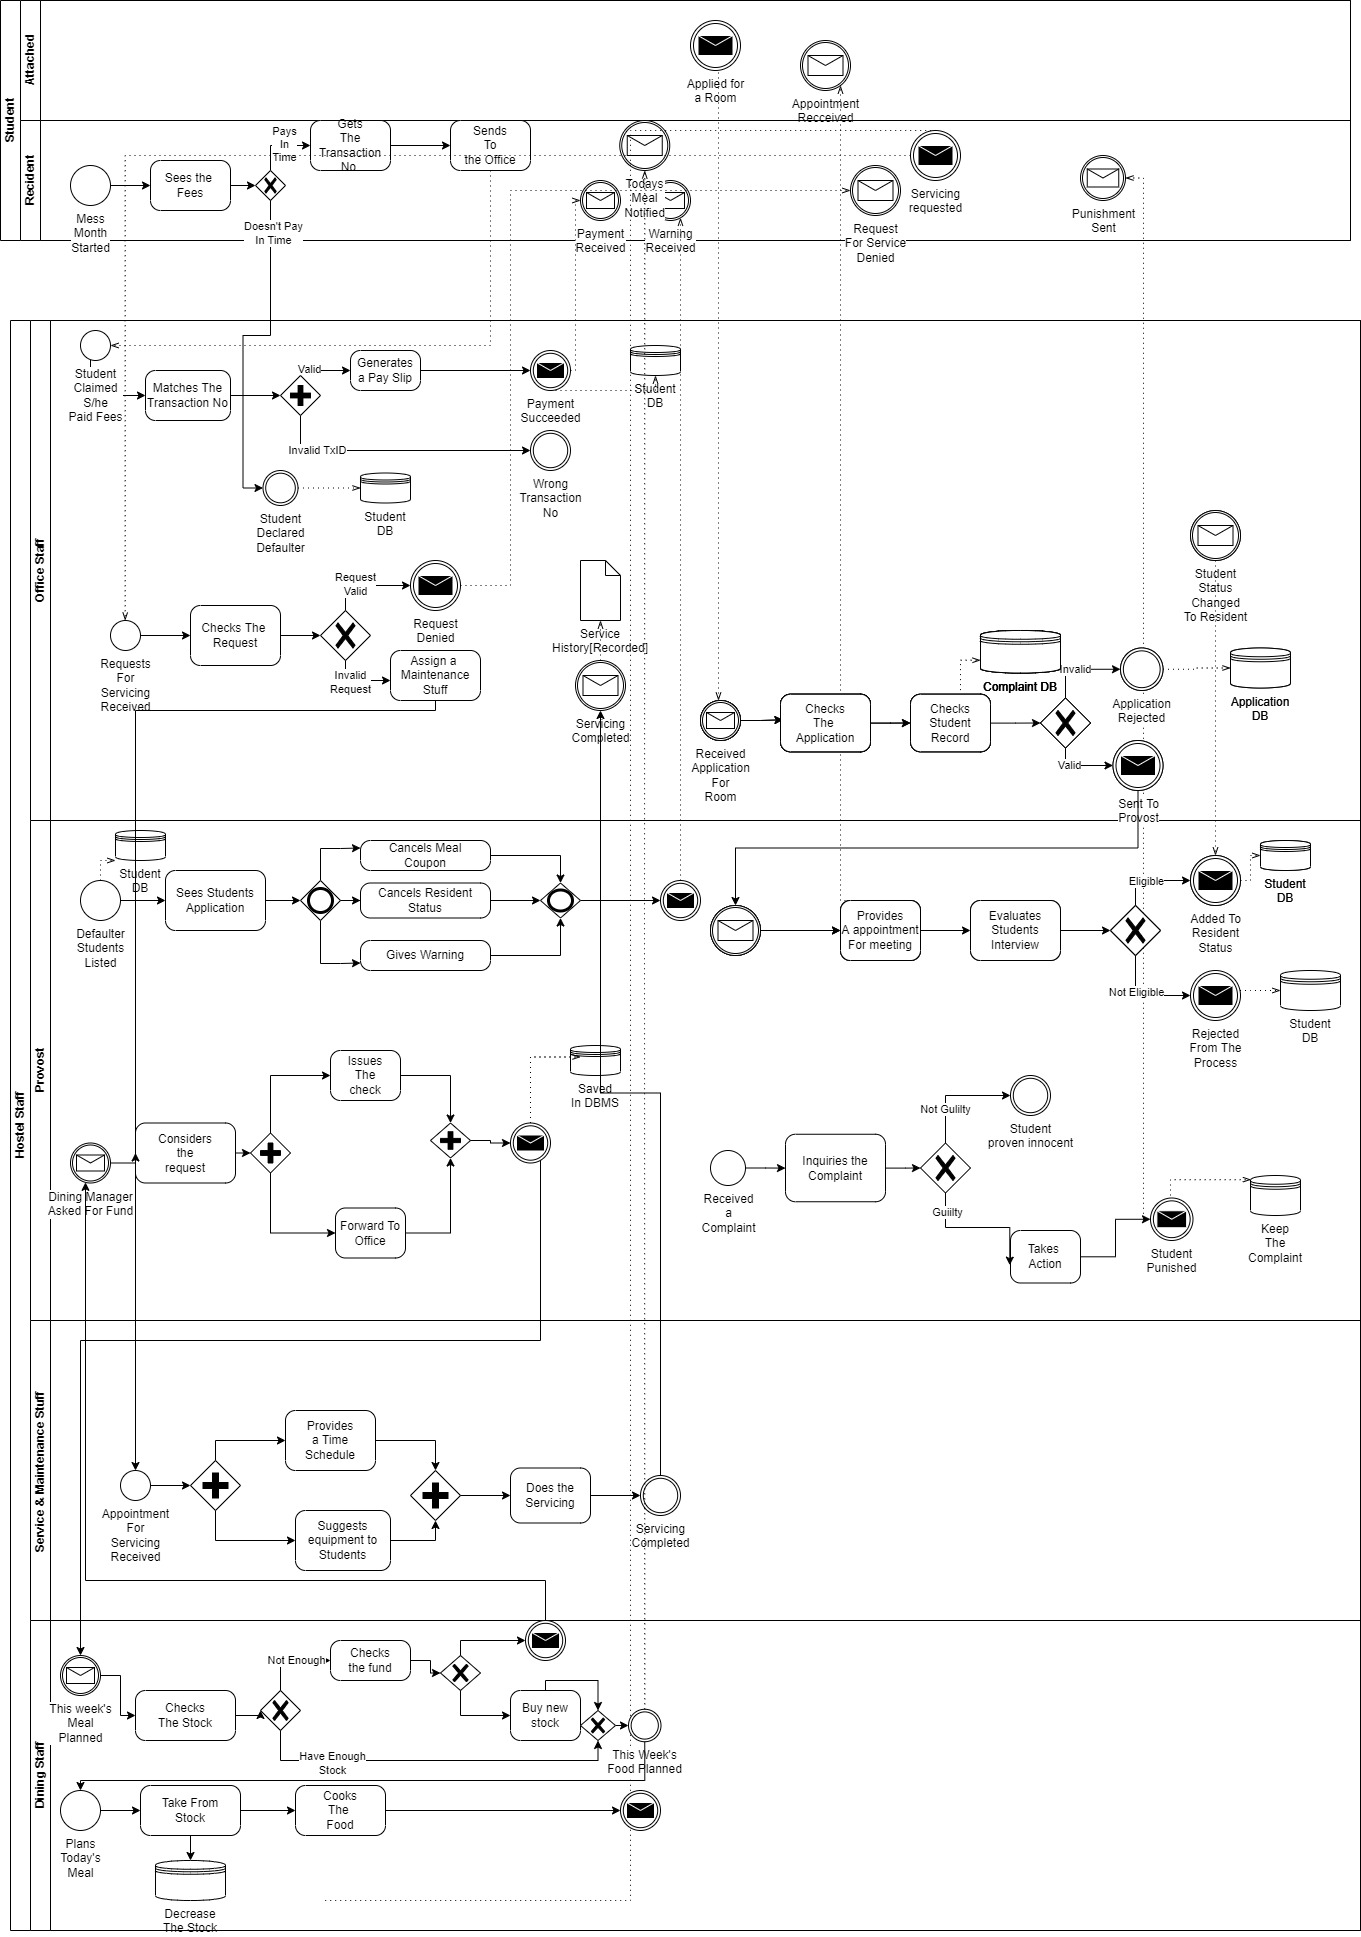 Student
Attached
Applied for
a Room
Appointment
Recceived
Recident
Mess
Month
Started
Sees the
Fees
Pays
In
Time
Doesn't Pay
In Time
Gets
The
Transaction
No
Sends
To
the Office
Todays
Meal
Notified
Payment
Received
Warning
Received
Request
For Service
Denied
Servicing
requested
Punishment
Sent
Hostel Staff
Office Staff
Student
Claimed
S/he
Paid Fees
Matches The
Transaction No
Valid
Invalid TxID
Generates
a Pay Slip
Payment
Succeeded
Student
DB
Wrong
Transaction
No
Student
Declared
Defaulter
Student
DB
Requests
For
Servicing
Received
Checks The
Request
Request
Valid
Invalid
Request
Request
Denied
Assign a
Maintenance
Stuff
Service
History[Recorded]
Servicing
Completed
Received
Application
For
Room
Checks
The
Application
Checks
Student
Record
Complaint DB
Invalid
Valid
Application
Rejected
Application
DB
Sent To
Provost
Student
Status
Changed
To Resident
Provost
Student
DB
Defaulter
Students
Listed
Sees Students
Application
Cancels Meal
Coupon
Cancels Resident
Status
Gives Warning
Provides
A appointment
For meeting
Evaluates
Students
Interview
Eligible
Not Eligible
Added To
Resident
Status
Student
DB
Rejected
From The
Process
Student
DB
Dining Manager
Asked For Fund
Considers
the
request
Issues
The
check
Forward To
Office
Saved
In DBMS
Received
a
Complaint
Inquiries the
Complaint
Not Guilty
Guiilty
Student
proven innocent
Takes
Action
Student
Punished
Keep
The
Complaint
Service & Maintenance Stuff
Appointment
For
Servicing
Received
Provides
a Time
Schedule
Suggests
equipment to
Students
Does the
Servicing
Servicing
Completed
Dining Staff
This week's
Meal
Planned
Checks
The Stock
Not Enough
Have Enough
Stock
Checks
the fund
Buy new
stock
This Week's
Food Planned
Plans
Today's
Meal
Take From
Stock
Cooks
The
Food
Decrease
The Stock